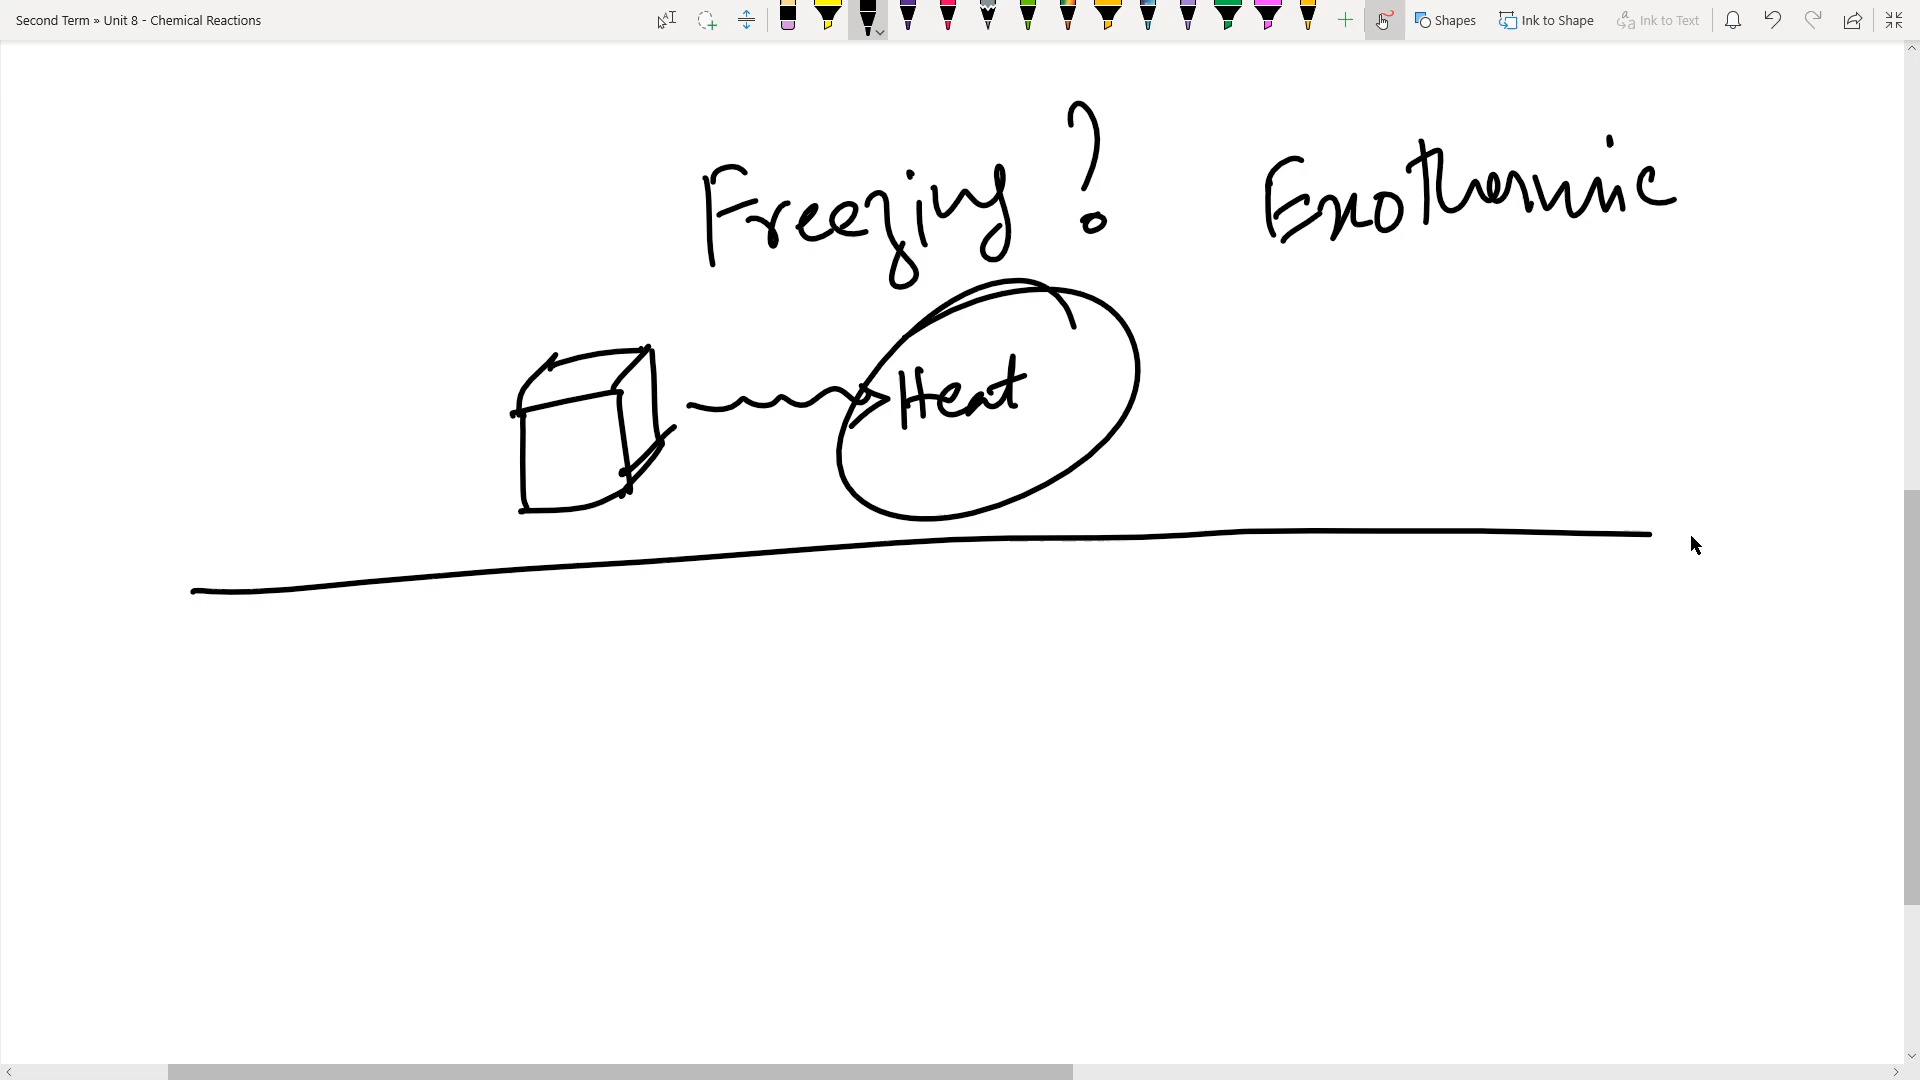 Second Term » Unit 8 - Chemical Reactions
Shapes
Ink to Shape
Ink to Text
Freezing ? Exothermic
Heat